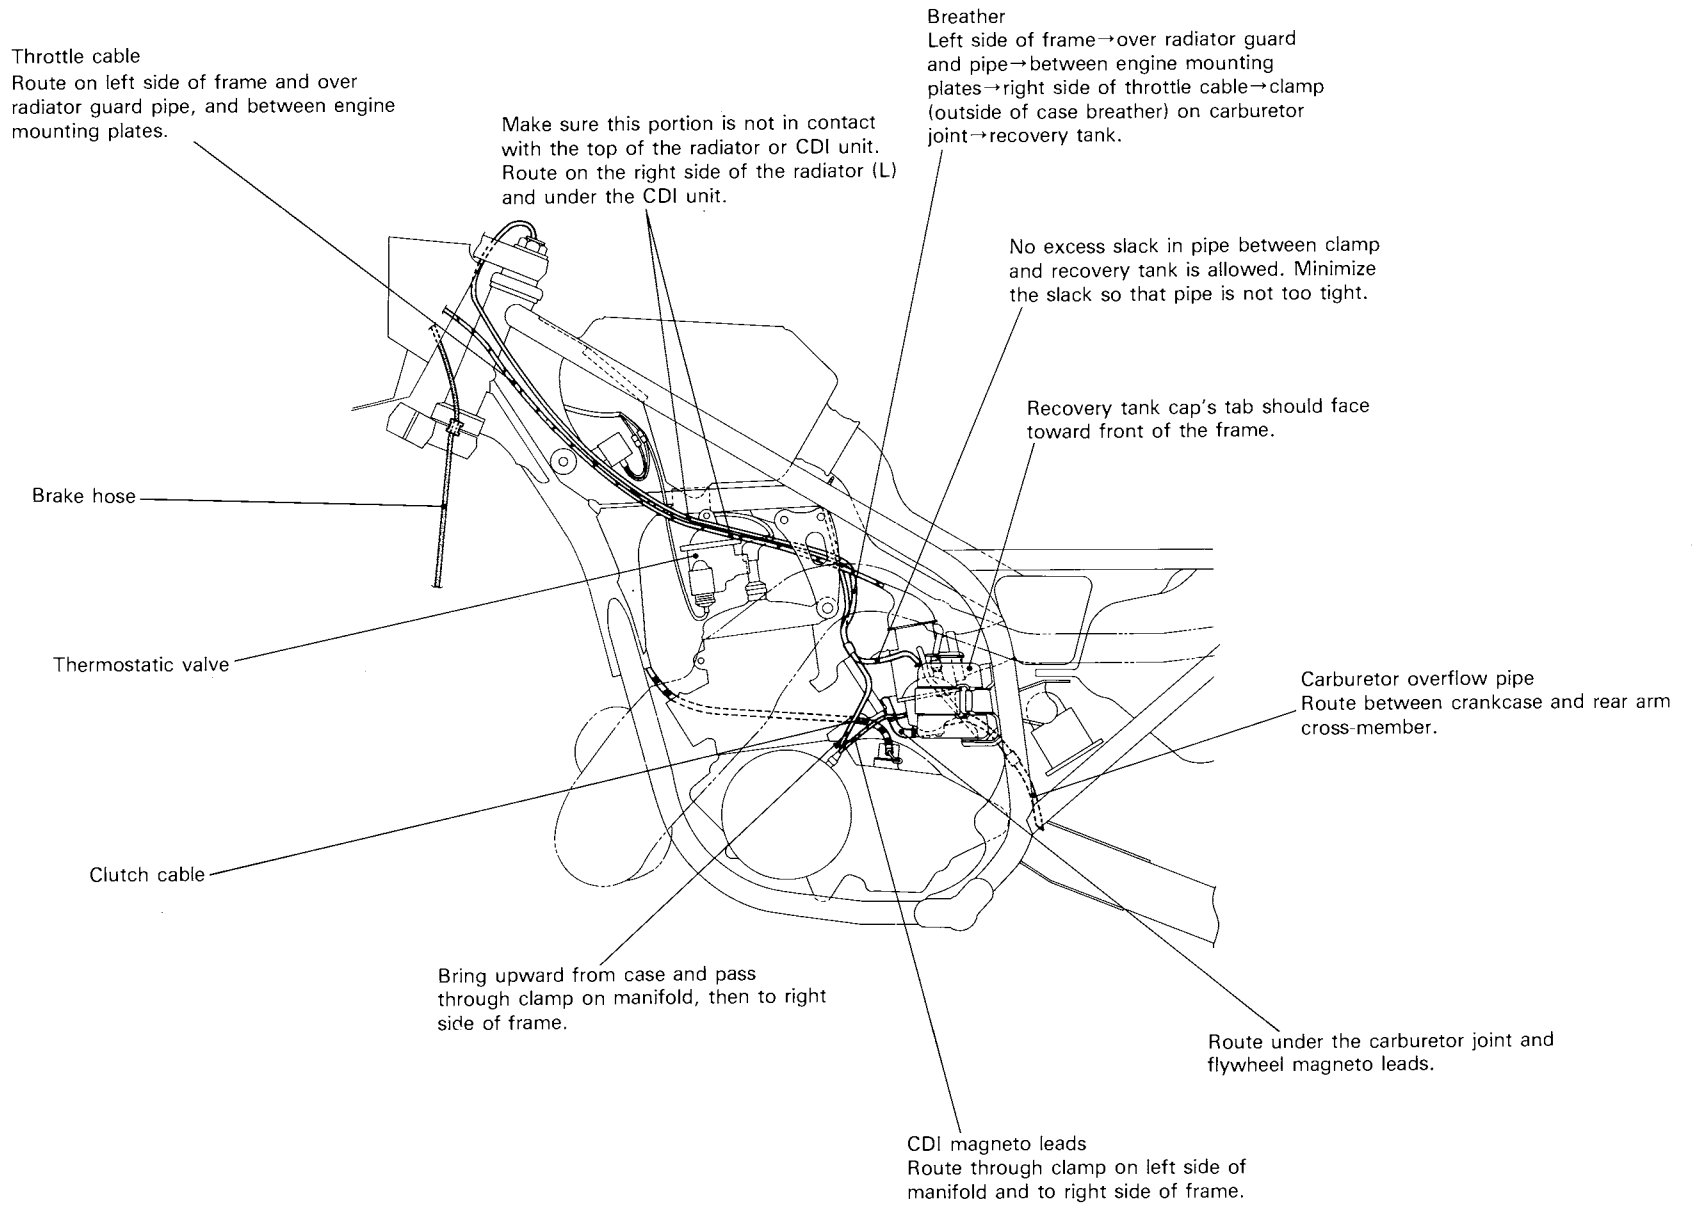 Throttle cable
Route on left side of frame and over
radiator guard pipe, and between engine
mounting plates.
Make sure this portion is not in contact
with the top of the radiator or CDI unit.
Route on the right side of the radiator (L)
and under the CDI unit.
Breather
Left side of frame→over radiator guard
and pipe→between engine mounting
plates→right side of throttle cable→clamp
(outside of case breather) on carburetor
joint→recovery tank.
No excess slack in pipe between clamp
and recovery tank is allowed. Minimize
the slack so that pipe is not too tight.
Recovery tank cap's tab should face
toward front of the frame.
Brake hose
Thermostatic valve
Carburetor overflow pipe
Route between crankcase and rear arm
cross-member.
Clutch cable
Bring upward from case and pass
through clamp on manifold, then to right
side of frame.
Route under the carburetor joint and
flywheel magneto leads.
CDI magneto leads
Route through clamp on left side of
manifold and to right side of frame.